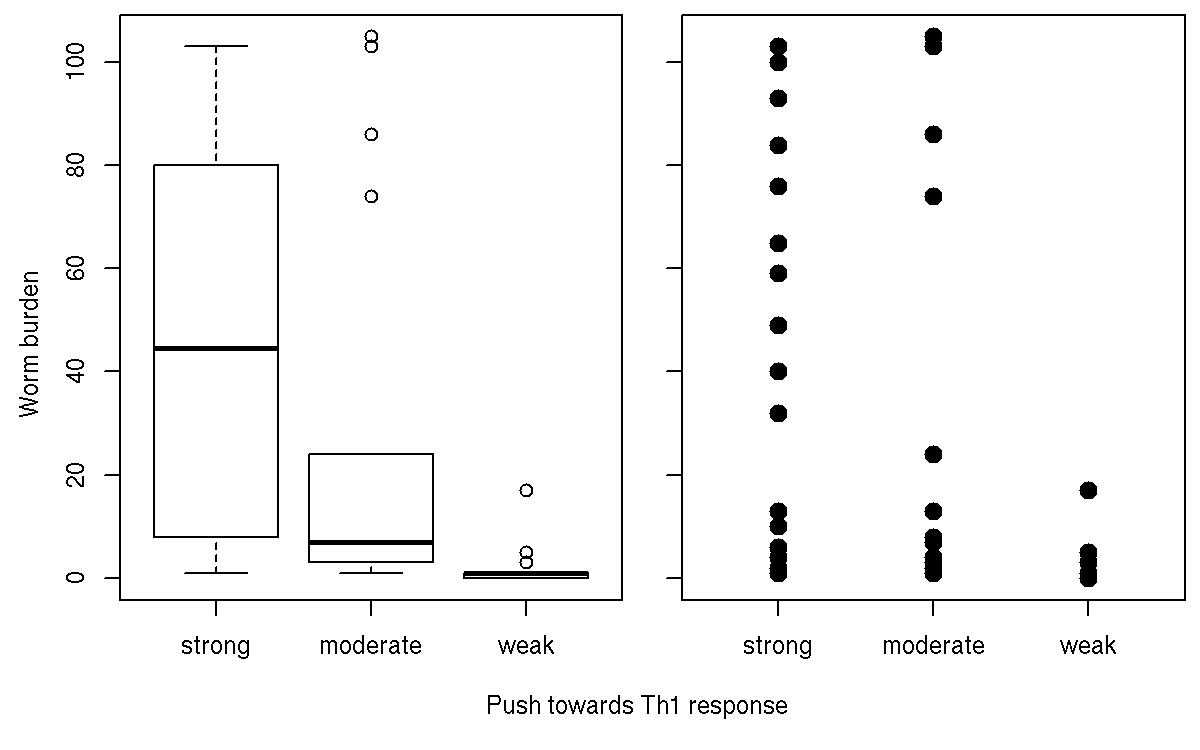 Worm burden
100
80
60
40
20
0
strong moderate weak
strong moderate weak
Push towards Th1 response